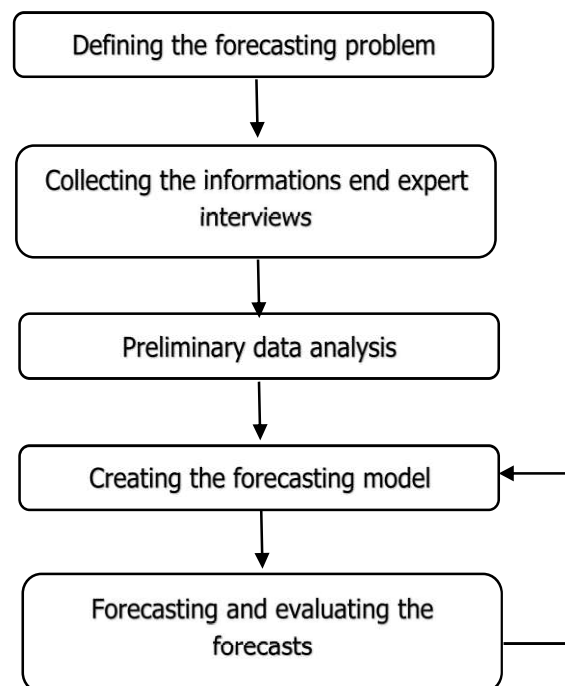 Defining the forecasting problem
Collecting the informations end expert
interviews
Preliminary data analysis
Creating the forecasting model
Forecasting and evaluating the
forecasts